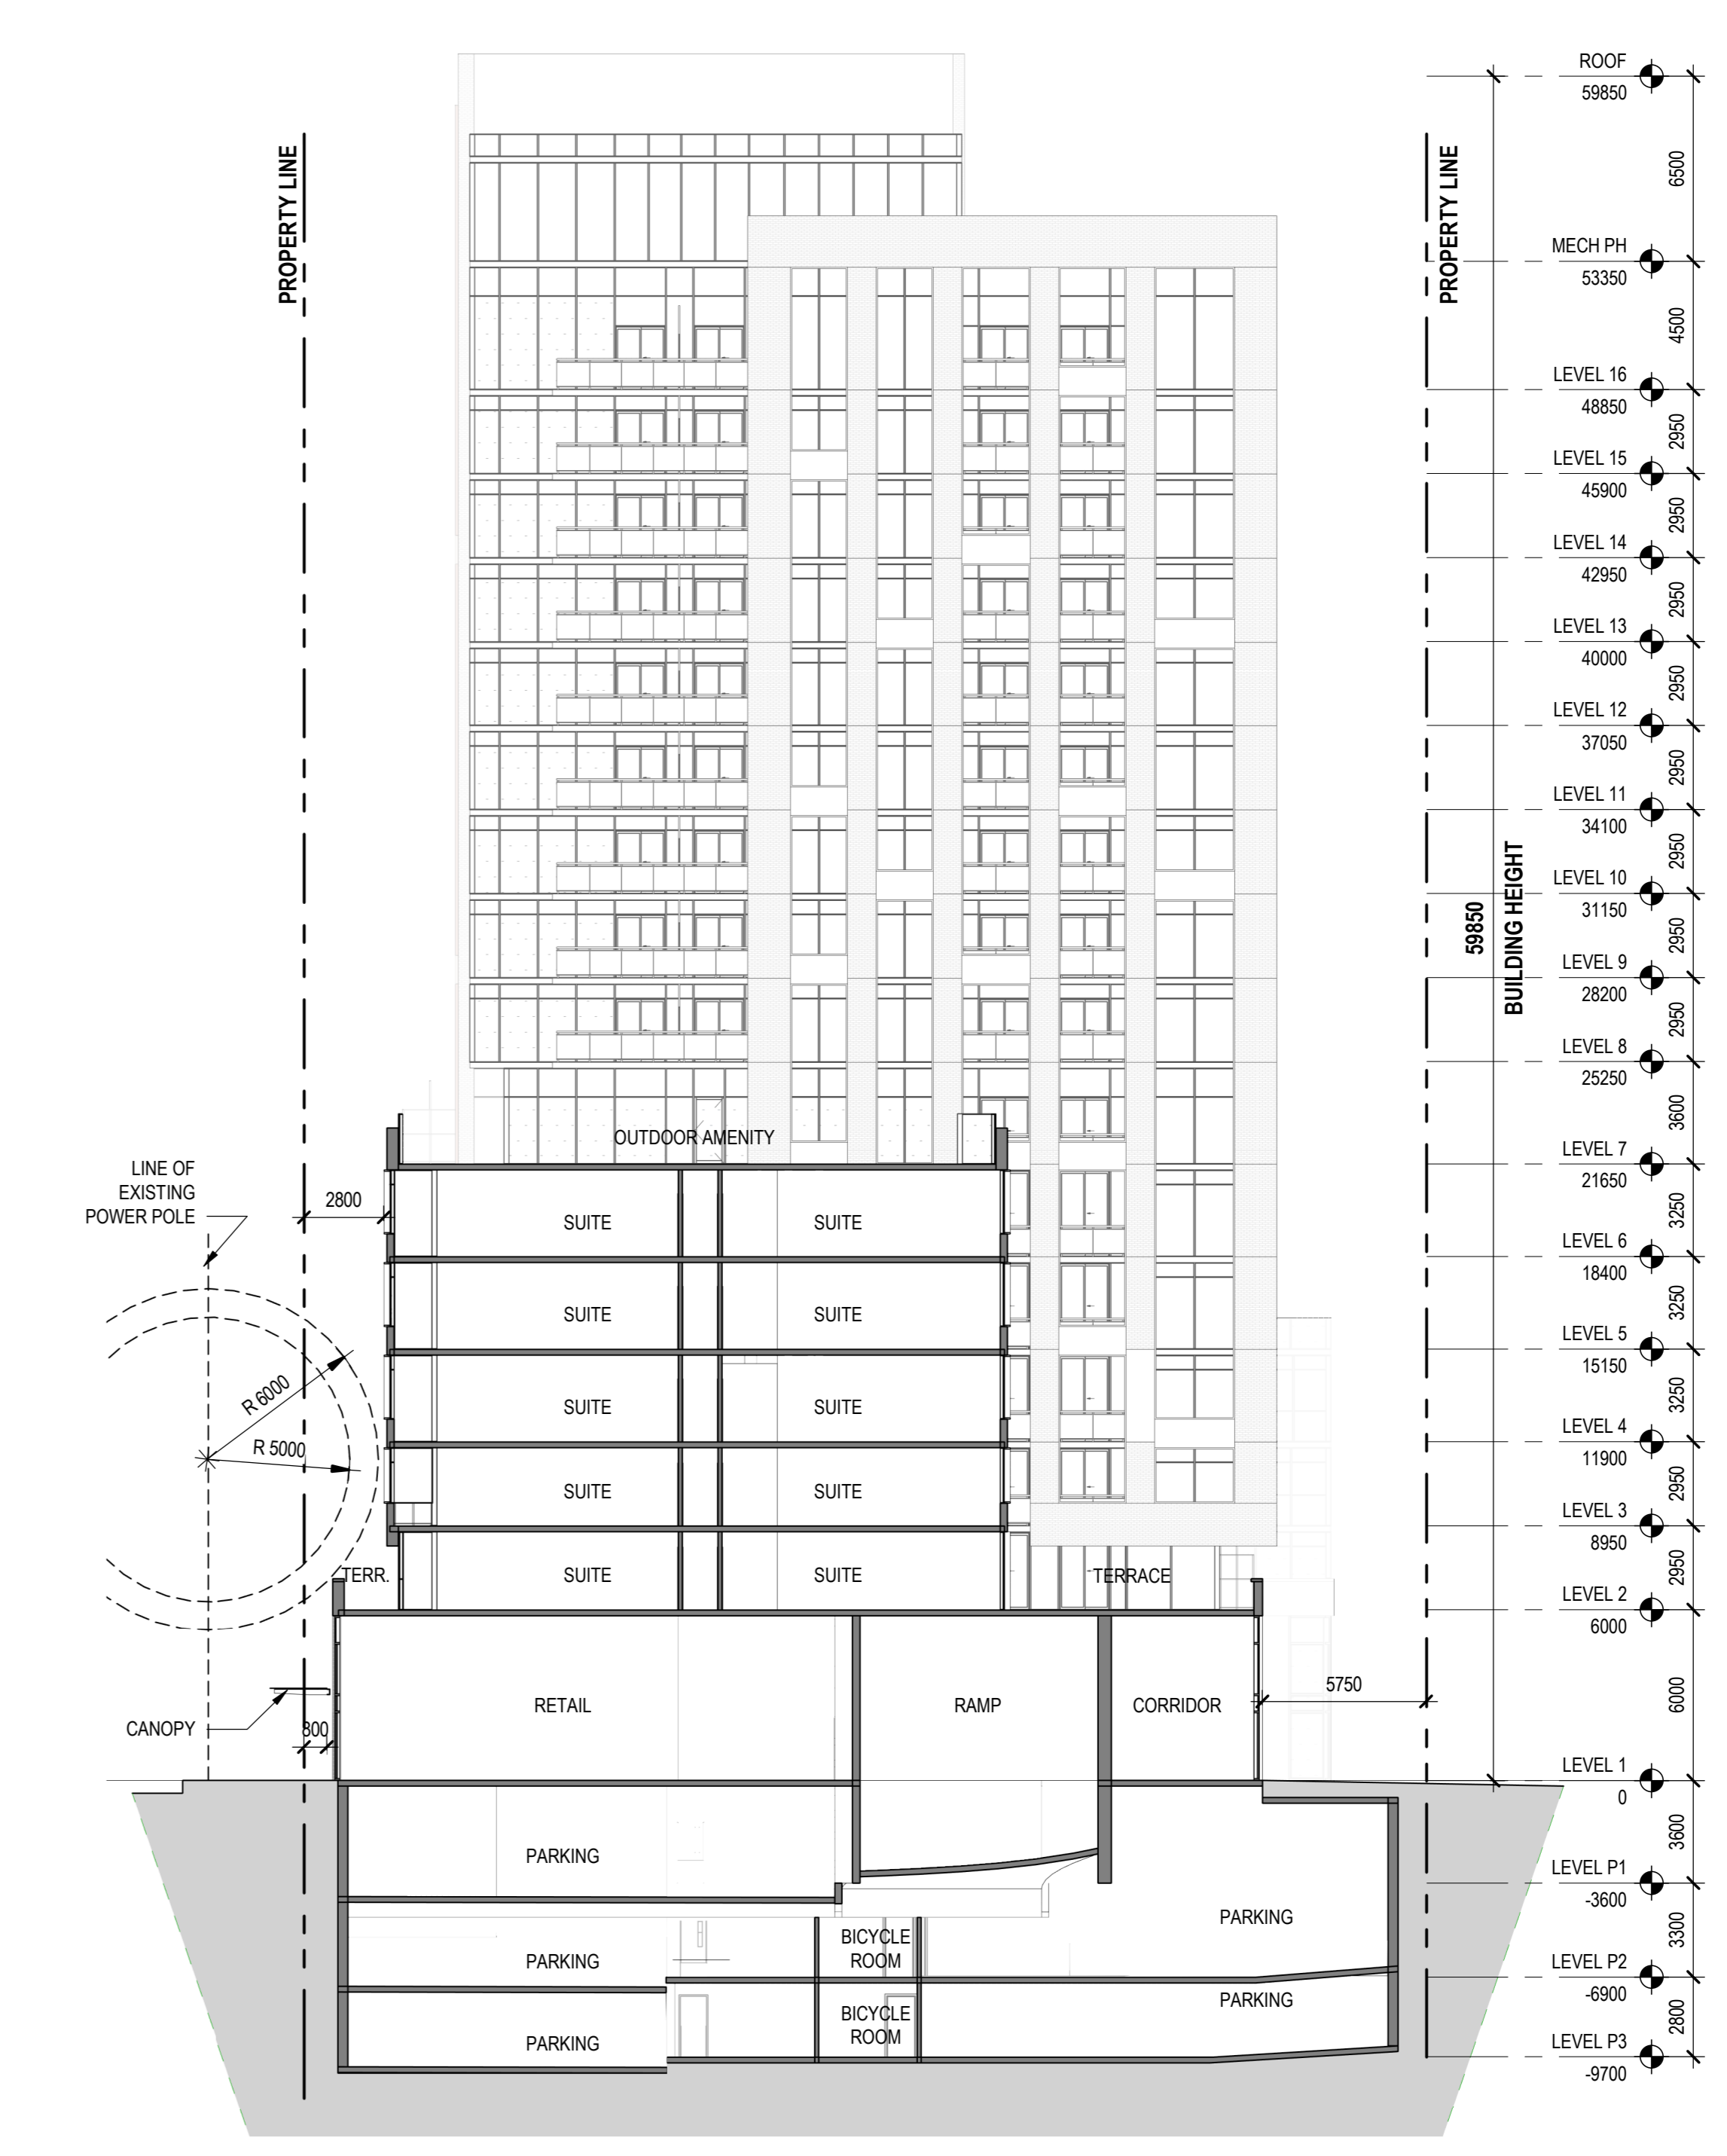 ROOF
59850
6500
PROPERTY LINE
PROPERTY LINE
MECH PH
53350
4500
LEVEL 16
48850
2950
LEVEL 15
45900
2950
LEVEL 14
42950
2950
LEVEL 13
40000
2950
LEVEL 12
37050
2950
LEVEL 11
34100
2950
LEVEL 10
31150
2950
59850
BUILDING HEIGHT
LEVEL 9
28200
2950
LEVEL 8
25250
3600
OUTDOOR AMENITY
LEVEL 7
21650
LINE OF
EXISTING
POWER POLE
2800
SUITE
SUITE
3250
LEVEL 6
18400
SUITE
SUITE
3250
LEVEL 5
15150
R 6000
SUITE
SUITE
3250
R 5000
LEVEL 4
11900
SUITE
SUITE
2950
LEVEL 3
8950
TERR.
SUITE
SUITE
TERRACE
2950
LEVEL 2
6000
5750
RETAIL
RAMP
CORRIDOR
6000
CANOPY
800
LEVEL 1
0
PARKING
3600
LEVEL P1
-3600
PARKING
3300
BICYCLE
ROOM
PARKING
LEVEL P2
-6900
PARKING
BICYCLE
ROOM
2800
PARKING
LEVEL P3
-9700